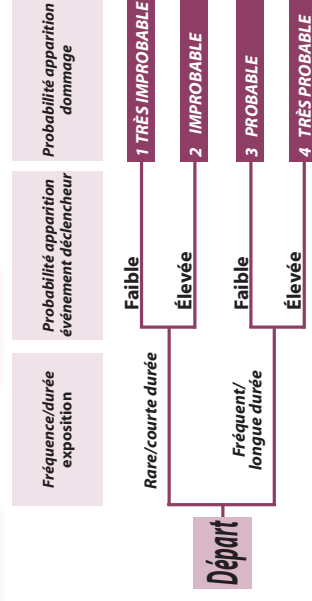 Fréquence/durée
exposition
Probabilité apparition
événement déclencheur
Probabilité apparition
dommage
Départ
Rare/courte durée
Faible
1 TRÈS IMPROBABLE
Élevée
2 IMPROBABLE
Fréquent/
longue durée
Faible
3 PROBABLE
Élevée
4 TRÈS PROBABLE